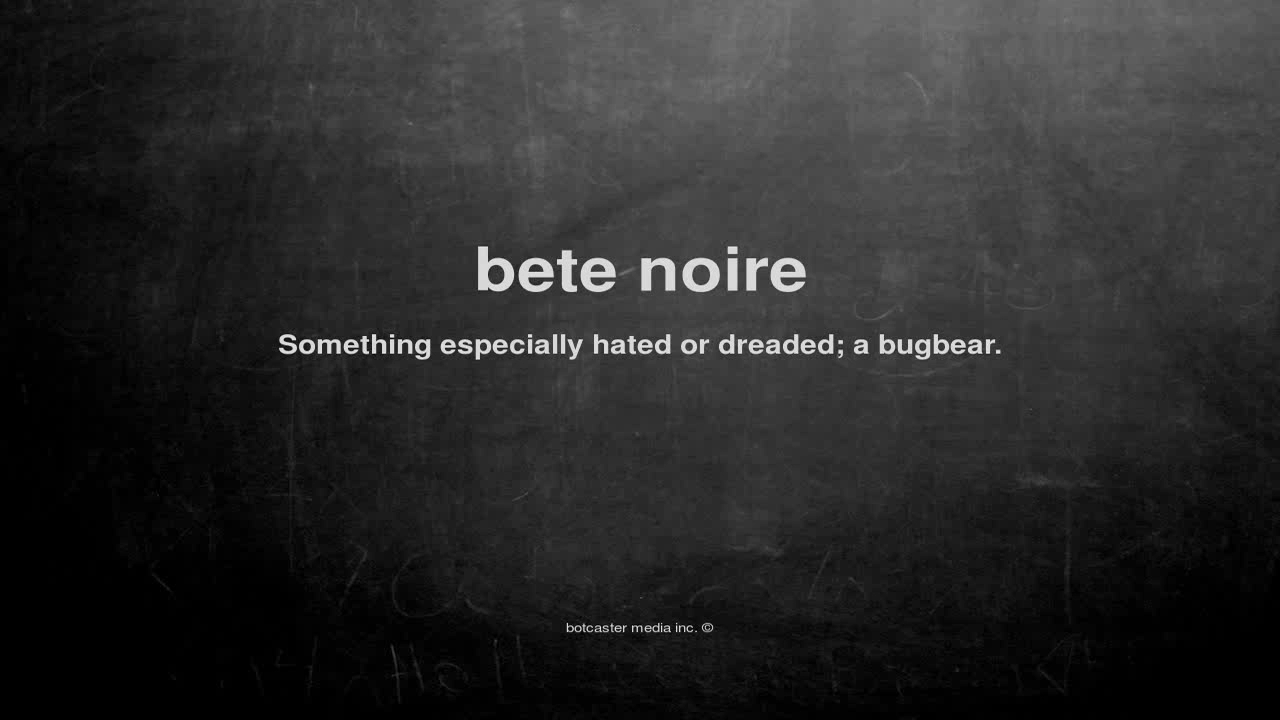 bete noire
Something especially hated or dreaded; a bugbear.
botcaster media inc. ©